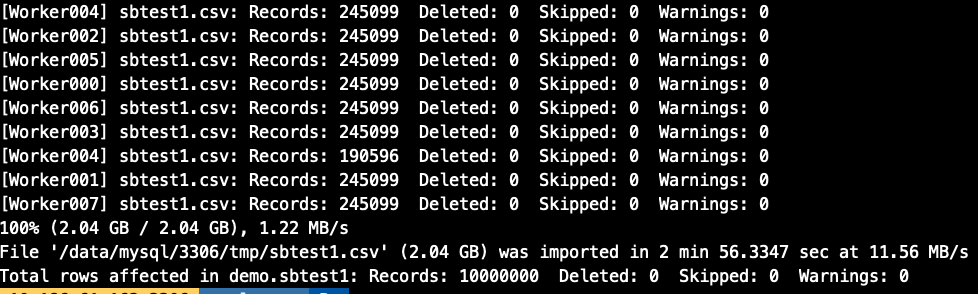 [Worker004] sbtest1.csv: Records: 245099  Deleted: 0  Skipped: 0  Warnings: 0
[Worker002] sbtest1.csv: Records: 245099  Deleted: 0  Skipped: 0  Warnings: 0
[Worker005] sbtest1.csv: Records: 245099  Deleted: 0  Skipped: 0  Warnings: 0
[Worker000] sbtest1.csv: Records: 245099  Deleted: 0  Skipped: 0  Warnings: 0
[Worker006] sbtest1.csv: Records: 245099  Deleted: 0  Skipped: 0  Warnings: 0
[Worker003] sbtest1.csv: Records: 245099  Deleted: 0  Skipped: 0  Warnings: 0
[Worker004] sbtest1.csv: Records: 190596  Deleted: 0  Skipped: 0  Warnings: 0
[Worker001] sbtest1.csv: Records: 245099  Deleted: 0  Skipped: 0  Warnings: 0
[Worker007] sbtest1.csv: Records: 245099  Deleted: 0  Skipped: 0  Warnings: 0
100% (2.04 GB / 2.04 GB), 1.22 MB/s
File '/data/mysql/3306/tmp/sbtest1.csv' (2.04 GB) was imported in 2 min 56.3347 sec at 11.56 MB/s
Total rows affected in demo.sbtest1: Records: 10000000  Deleted: 0  Skipped: 0  Warnings: 0